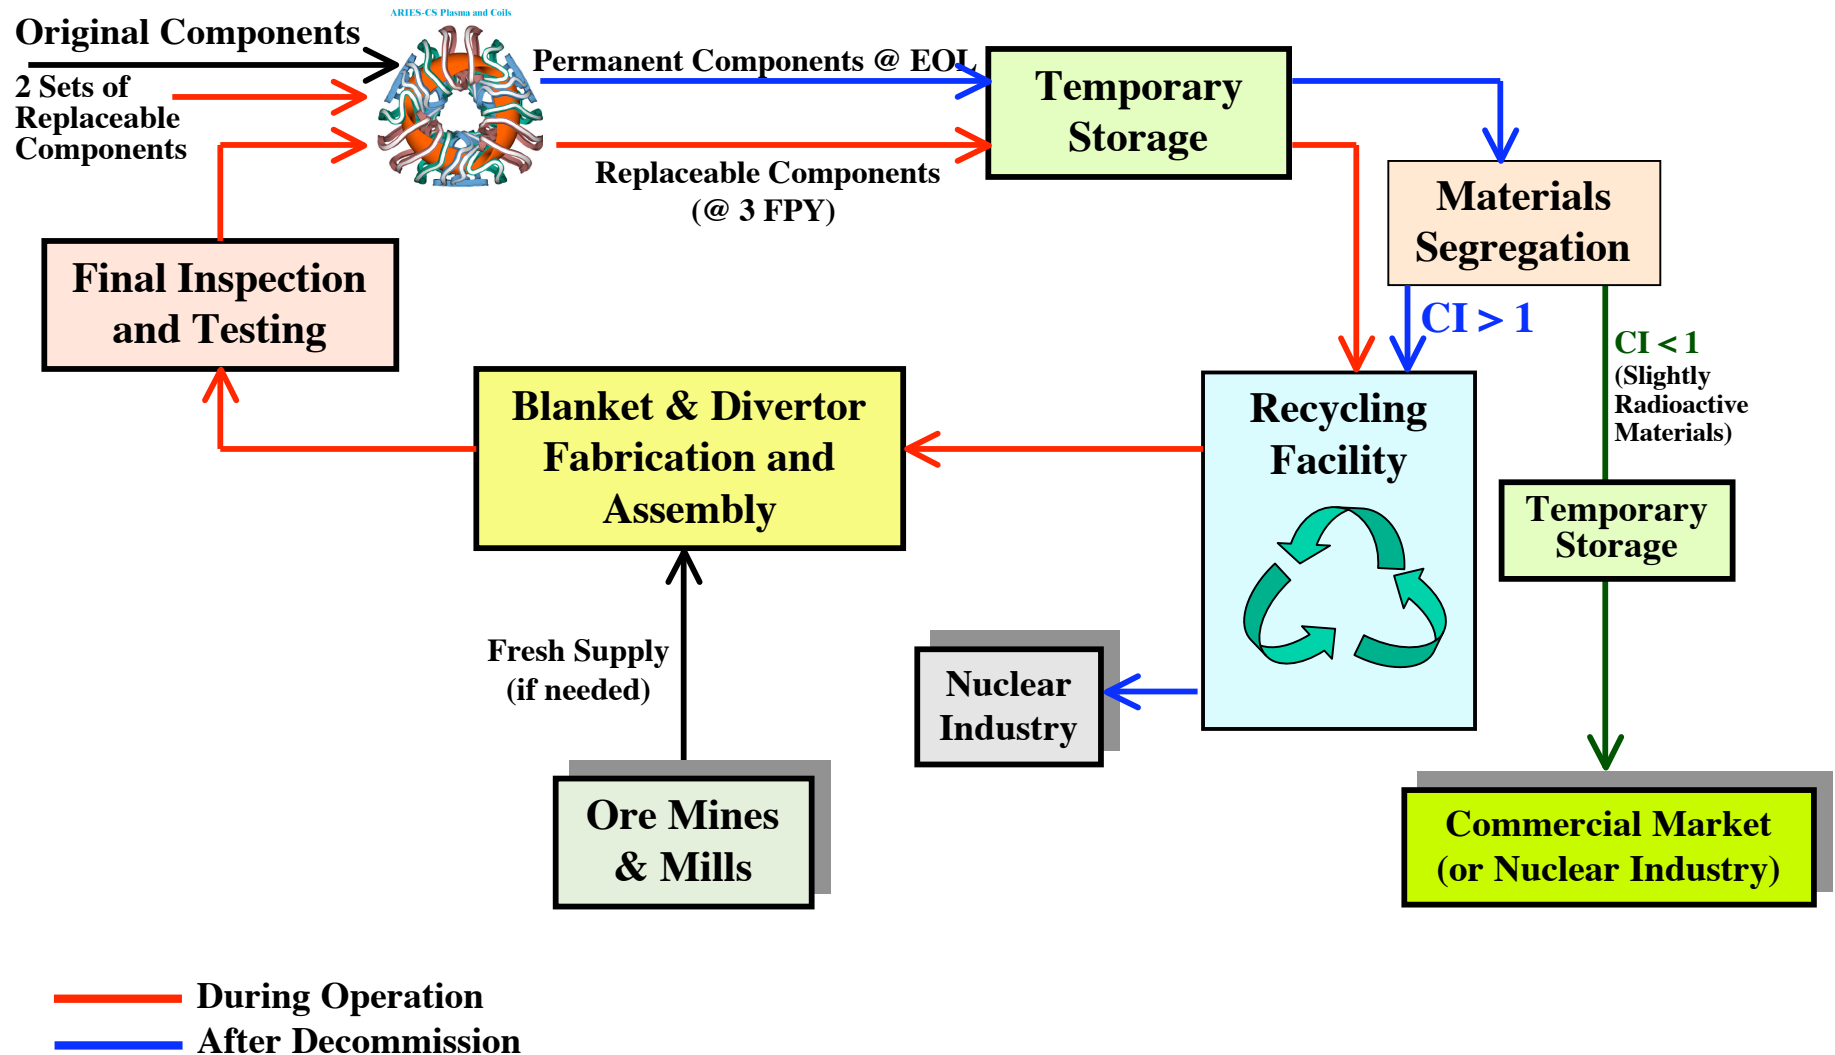 ARIES-CS Plasma and Coils
Original Components
2 Sets of
Replaceable
Components
Permanent Components @ EOL
Replaceable Components
(@ 3 FPY)
Temporary
Storage
Materials
Segregation
CI > 1
CI < 1
(Slightly
Radioactive
Materials)
Final Inspection
and Testing
Blanket & Divertor
Fabrication and
Assembly
Recycling
Facility
Temporary
Storage
Fresh Supply
(if needed)
Nuclear
Industry
Ore Mines
& Mills
Commercial Market
(or Nuclear Industry)
During Operation
After Decommission